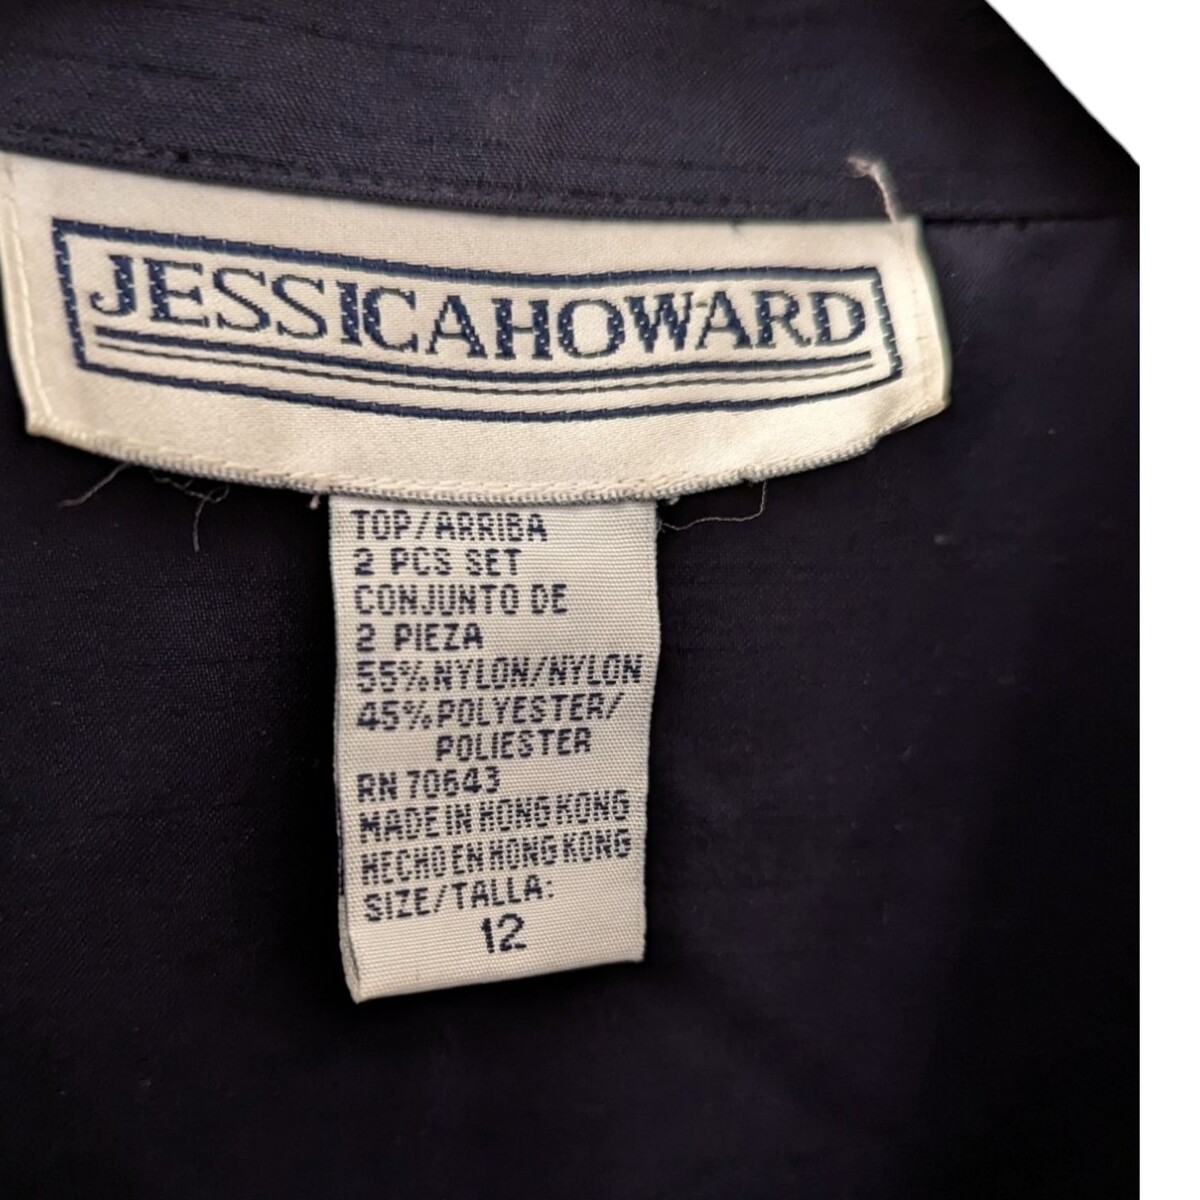 JESSICAHOWARD
TOP/ARRIBA
2 PCS SET
CONJUNTO DE
2 PIEZA
55% NYLON/NYLON
45% POLYESTER/
POLIESTER
RN 70643
MADE IN HONG KONG
HECHO EN HONG KONG
SIZE/TALLA:
12